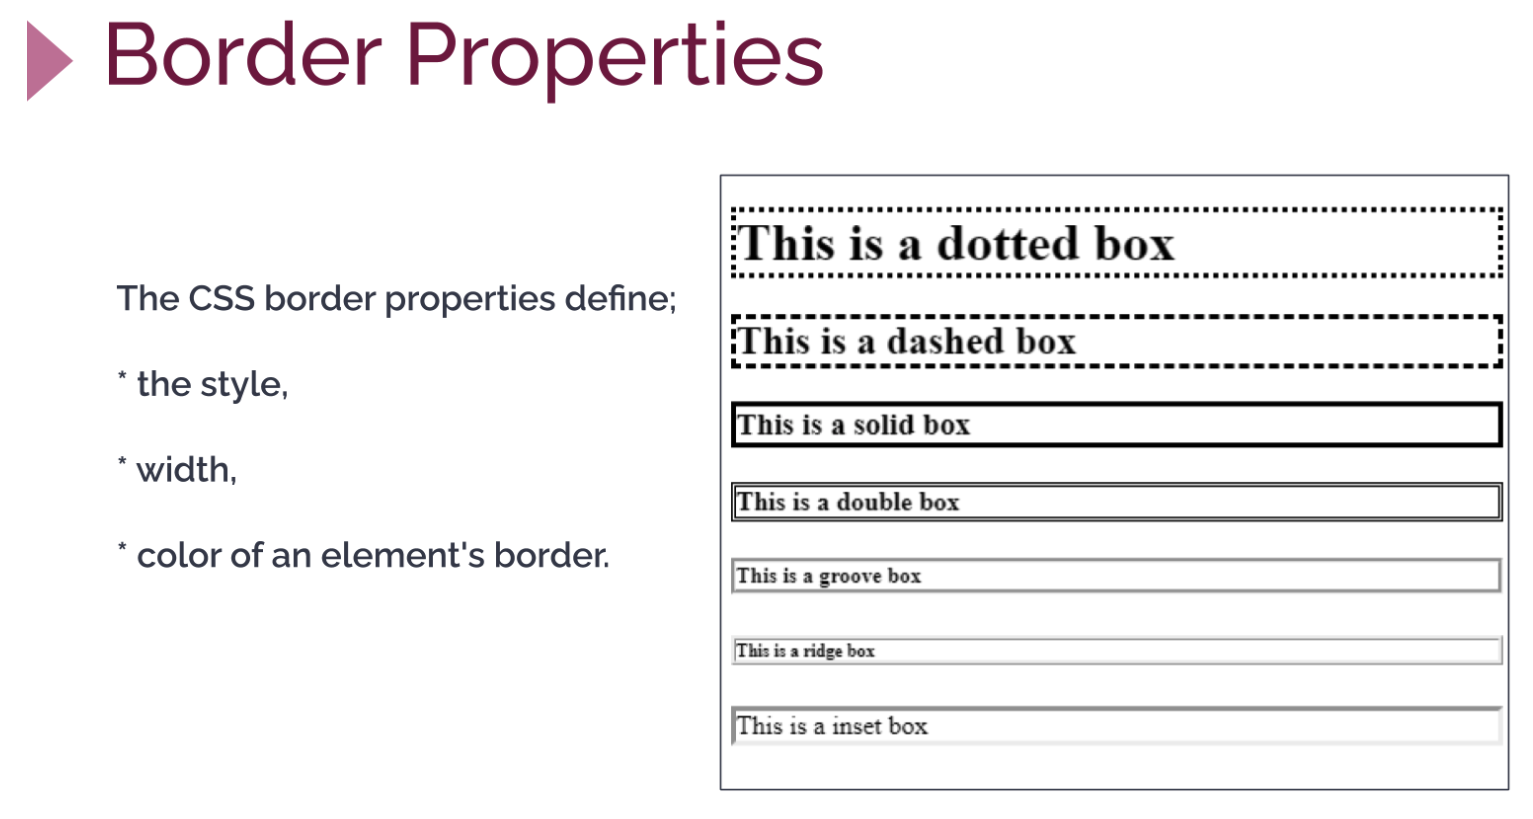 Border Properties
The CSS border properties define;
* the style,
* width,
* color of an element's border.
This is a dotted box
This is a dashed box
This is a solid box
This is a double box
This is a groove box
This is a ridge box
This is a inset box